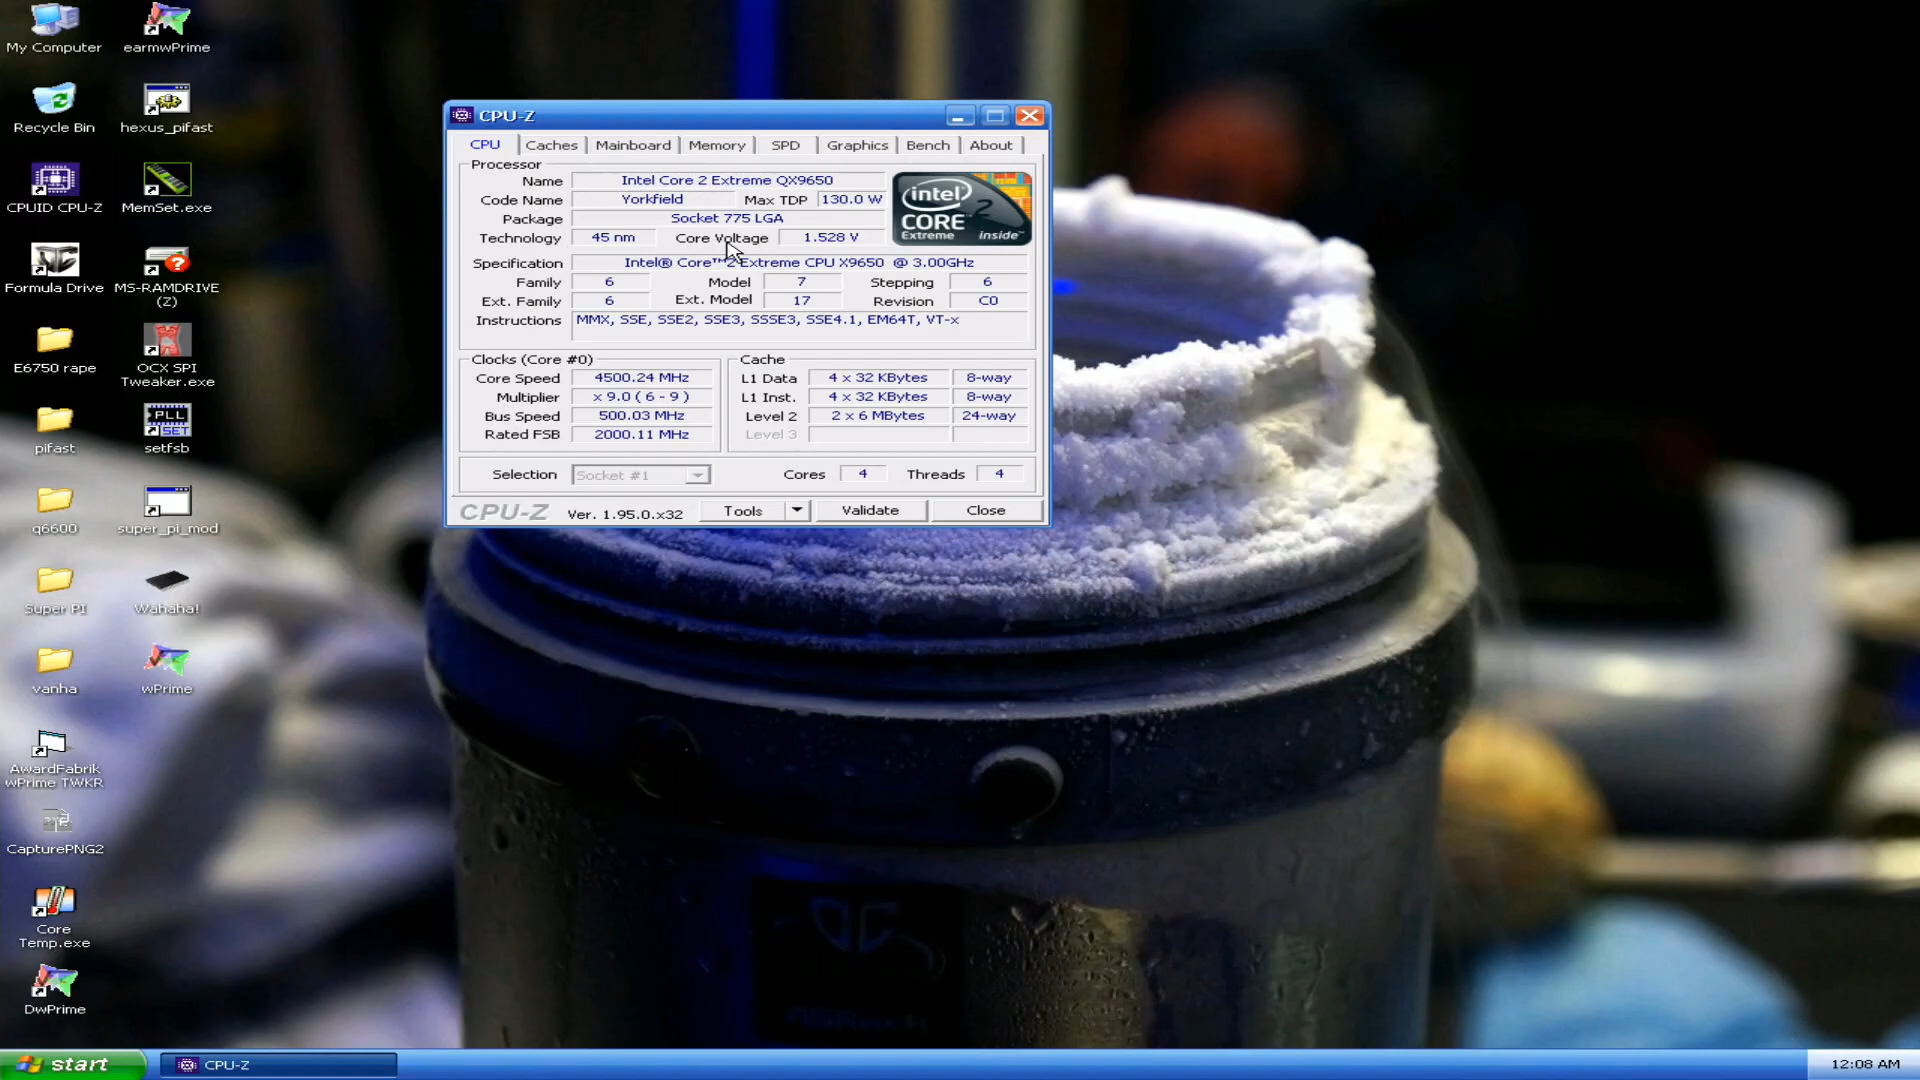 My Computer
earmwPrime
Recycle Bin
hexus_pifast
CPUID CPU-Z
MemSet.exe
Formula Drive
MS-RAMDRIVE
(Z)
E6750 rape
OCX SPI
Tweaker.exe
pifast
PLL
SET
setfsb
q6600
super_pi_mod
Super PI
Wahaha!
vanha
wPrime
AwardFabrik
wPrime TWKR
CapturePNG2
Core
Temp.exe
DwPrime
CPU-Z
CPU Caches Mainboard Memory SPD Graphics Bench About
Processor
Name Intel Core 2 Extreme QX9650
Code Name Yorkfield Max TDP 130.0 W
Package Socket 775 LGA
Technology 45 nm Core Voltage 1.528 V
intel
CORE 2
Extreme inside™
Specification Intel® Core™2 Extreme CPU X9650 @ 3.00GHz
Family 6 Model 7 Stepping 6
Ext. Family 6 Ext. Model 17 Revision C0
Instructions MMX, SSE, SSE2, SSE3, SSSE3, SSE4.1, EM64T, VT-x
Clocks (Core #0)
Core Speed 4500.24 MHz
Multiplier x 9.0 ( 6 - 9 )
Bus Speed 500.03 MHz
Rated FSB 2000.11 MHz
Cache
L1 Data 4 x 32 KBytes 8-way
L1 Inst. 4 x 32 KBytes 8-way
Level 2 2 x 6 MBytes 24-way
Level 3
Selection Socket #1 Cores 4 Threads 4
CPU-Z Ver. 1.95.0.x32 Tools Validate Close
start CPU-Z 12:08 AM